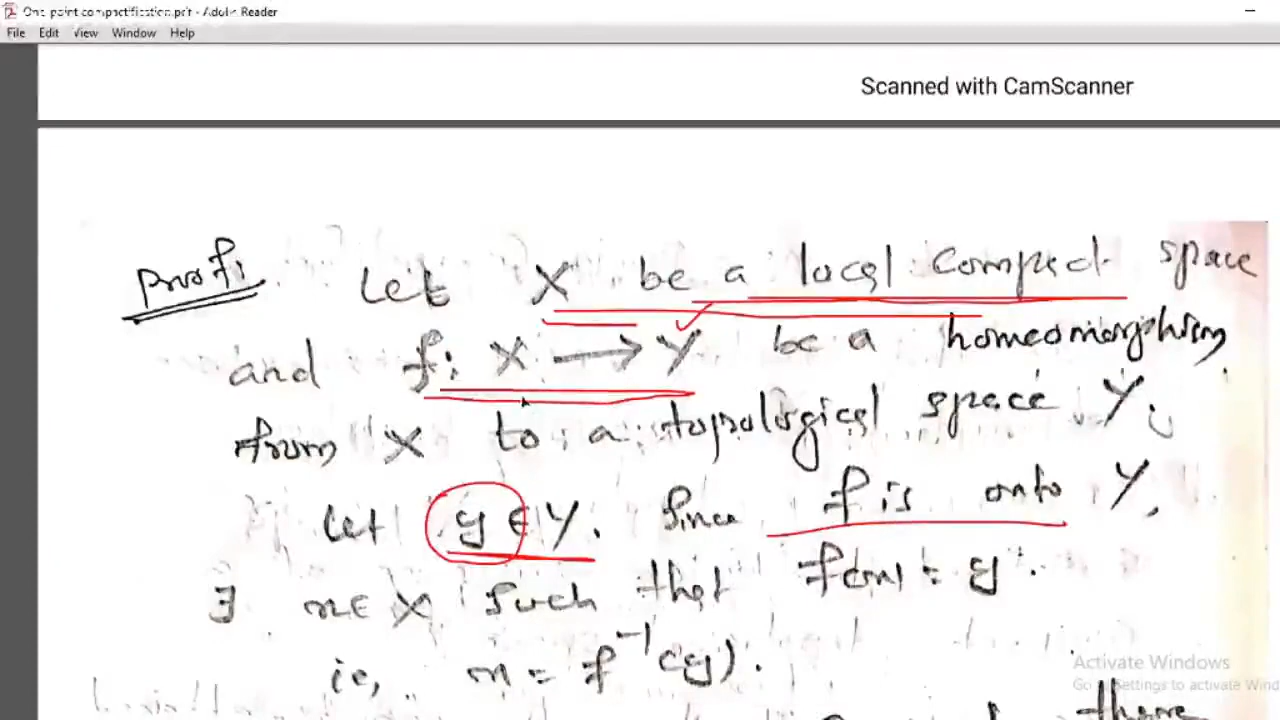 One point compactification.pdf - Adobe Reader
File Edit View Window Help
Scanned with CamScanner
Proof: Let X be a local compact space
and f: X → Y be a homeomorphism
from X to a topological space Y.
Let y ∈ Y. Since f is onto Y,
∃ x ∈ X such that f(x) = y.
ie, x = f⁻¹(y).
Activate Windows
Go to Settings to activate Wind
there